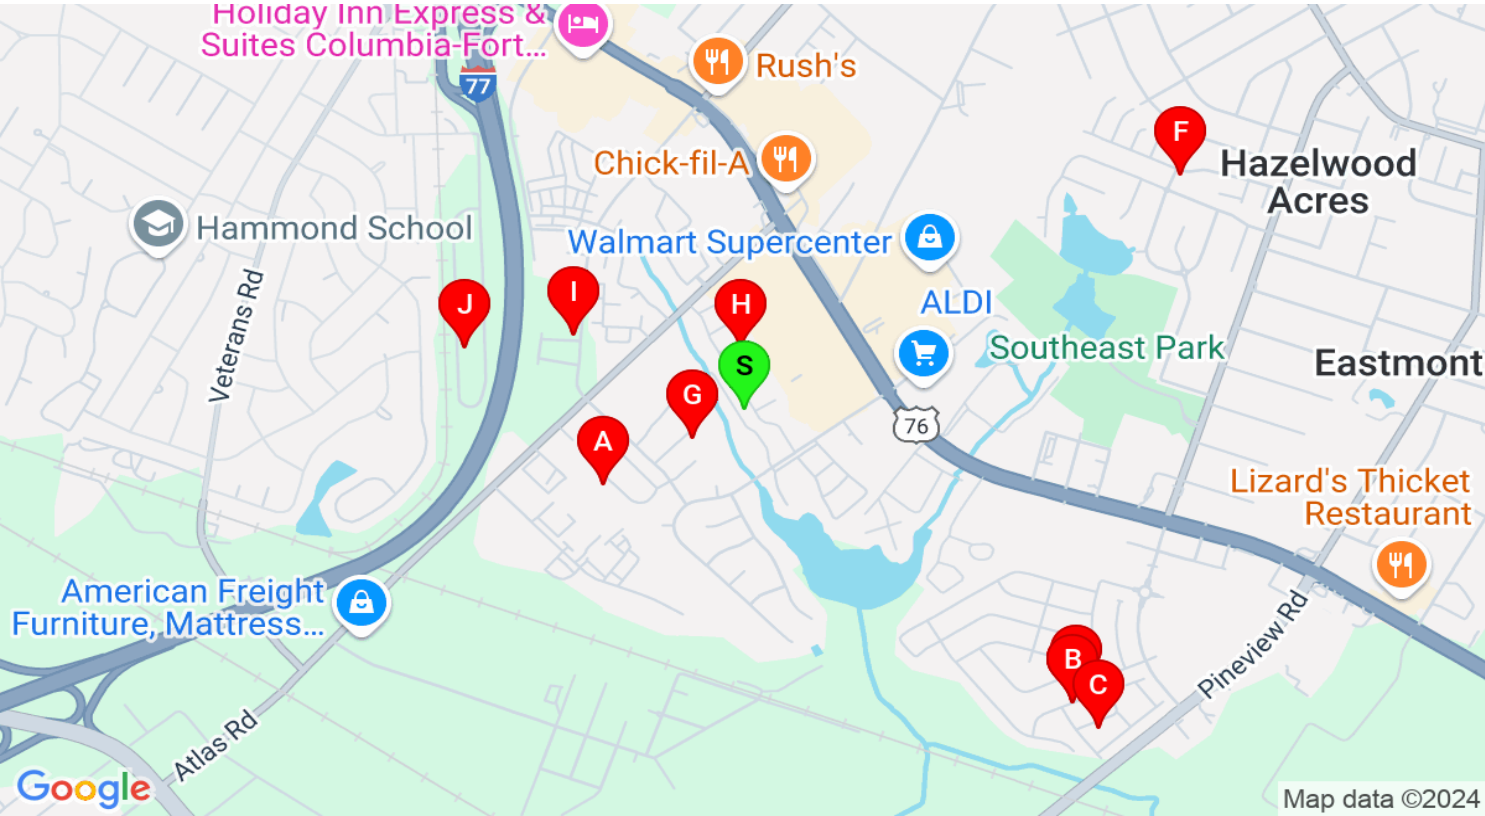 Holiday Inn Express &
Suites Columbia-Fort...
77
Rush's
Chick-fil-A
F
Hazelwood
Acres
Hammond School
Walmart Supercenter
Veterans Rd
J
I
H
ALDI
S
Southeast Park
Eastmont
G
A
76
Lizard's Thicket
Restaurant
American Freight
Furniture, Mattress...
Pineview Rd
B
C
Atlas Rd
Google
Map data ©2024